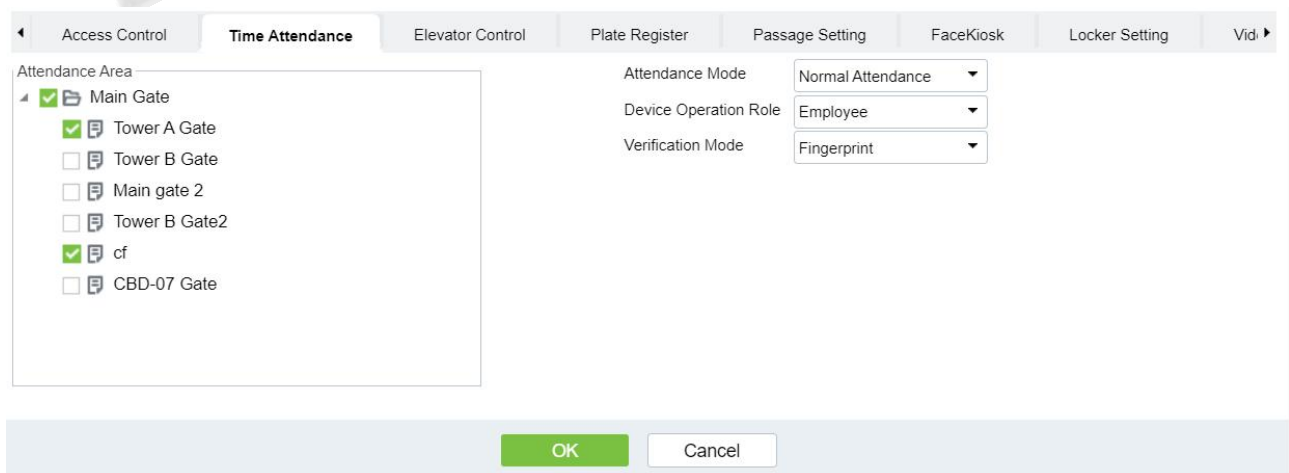 Access Control Time Attendance Elevator Control Plate Register Passage Setting FaceKiosk Locker Setting Vid
Attendance Area
Main Gate
Tower A Gate
Tower B Gate
Main gate 2
Tower B Gate2
cf
CBD-07 Gate
Attendance Mode Normal Attendance
Device Operation Role Employee
Verification Mode Fingerprint
OK Cancel